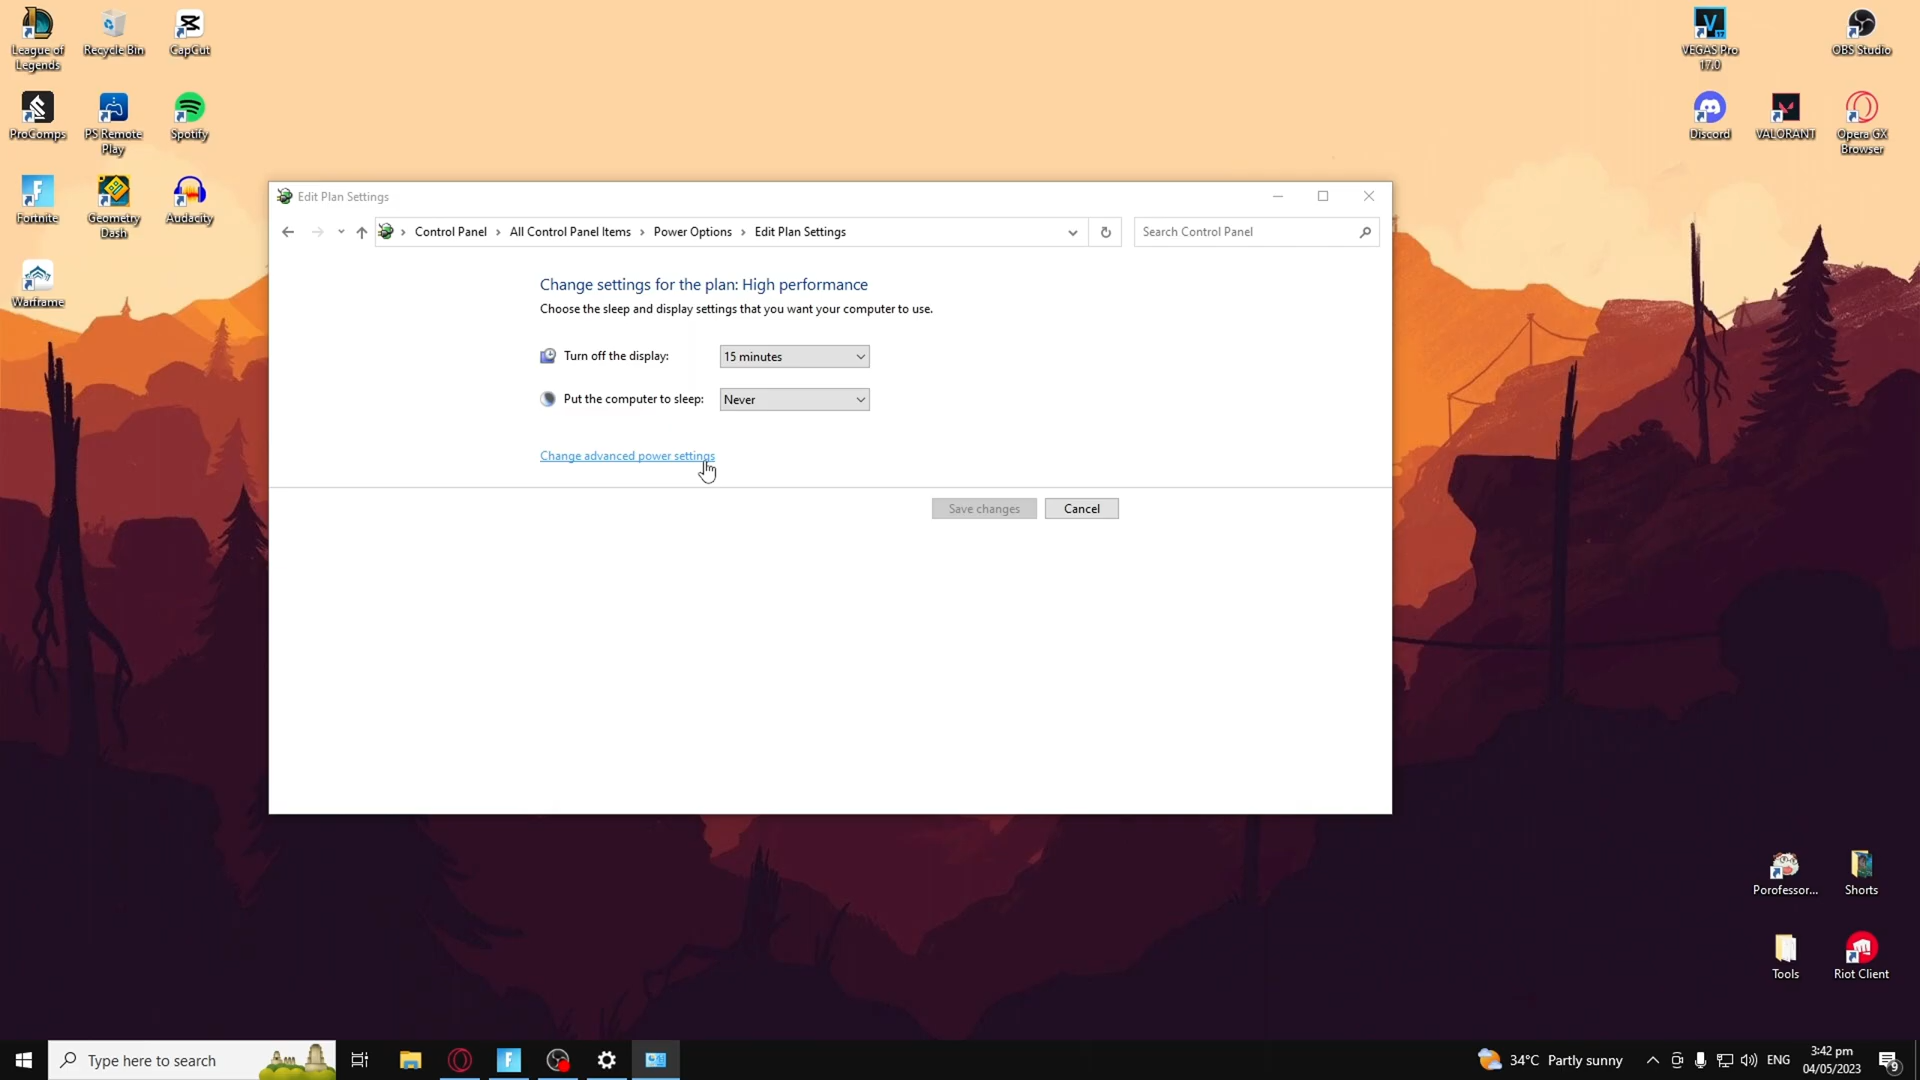 League of
Legends
Recycle Bin
CapCut
VEGAS Pro
17.0
OBS Studio
ProComps
PS Remote
Play
Spotify
Discord
VALORANT
Opera GX
Browser
Fortnite
Geometry
Dash
Audacity
Warframe
Edit Plan Settings
Control Panel > All Control Panel Items > Power Options > Edit Plan Settings
Search Control Panel
Change settings for the plan: High performance
Choose the sleep and display settings that you want your computer to use.
Turn off the display: 15 minutes
Put the computer to sleep: Never
Change advanced power settings
Save changes Cancel
Porofessor...
Shorts
Tools
Riot Client
Type here to search
34°C Partly sunny
ENG
3:42 pm
04/05/2023
9